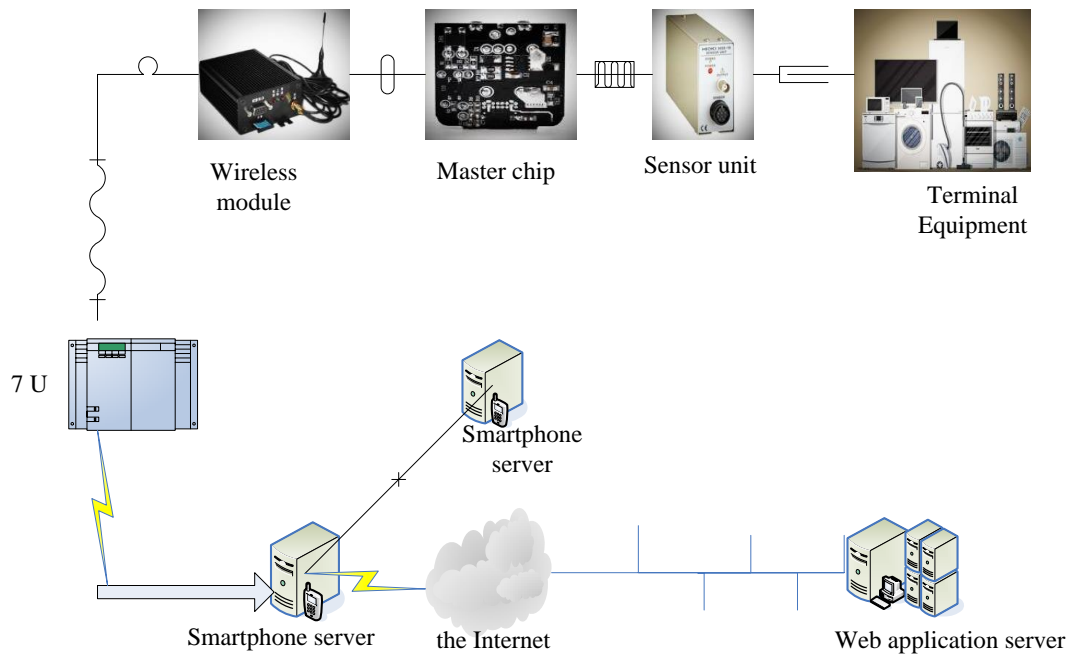 Wireless
module
Master chip
Sensor unit
Terminal
Equipment
7 U
Smartphone
server
Smartphone server
the Internet
Web application server